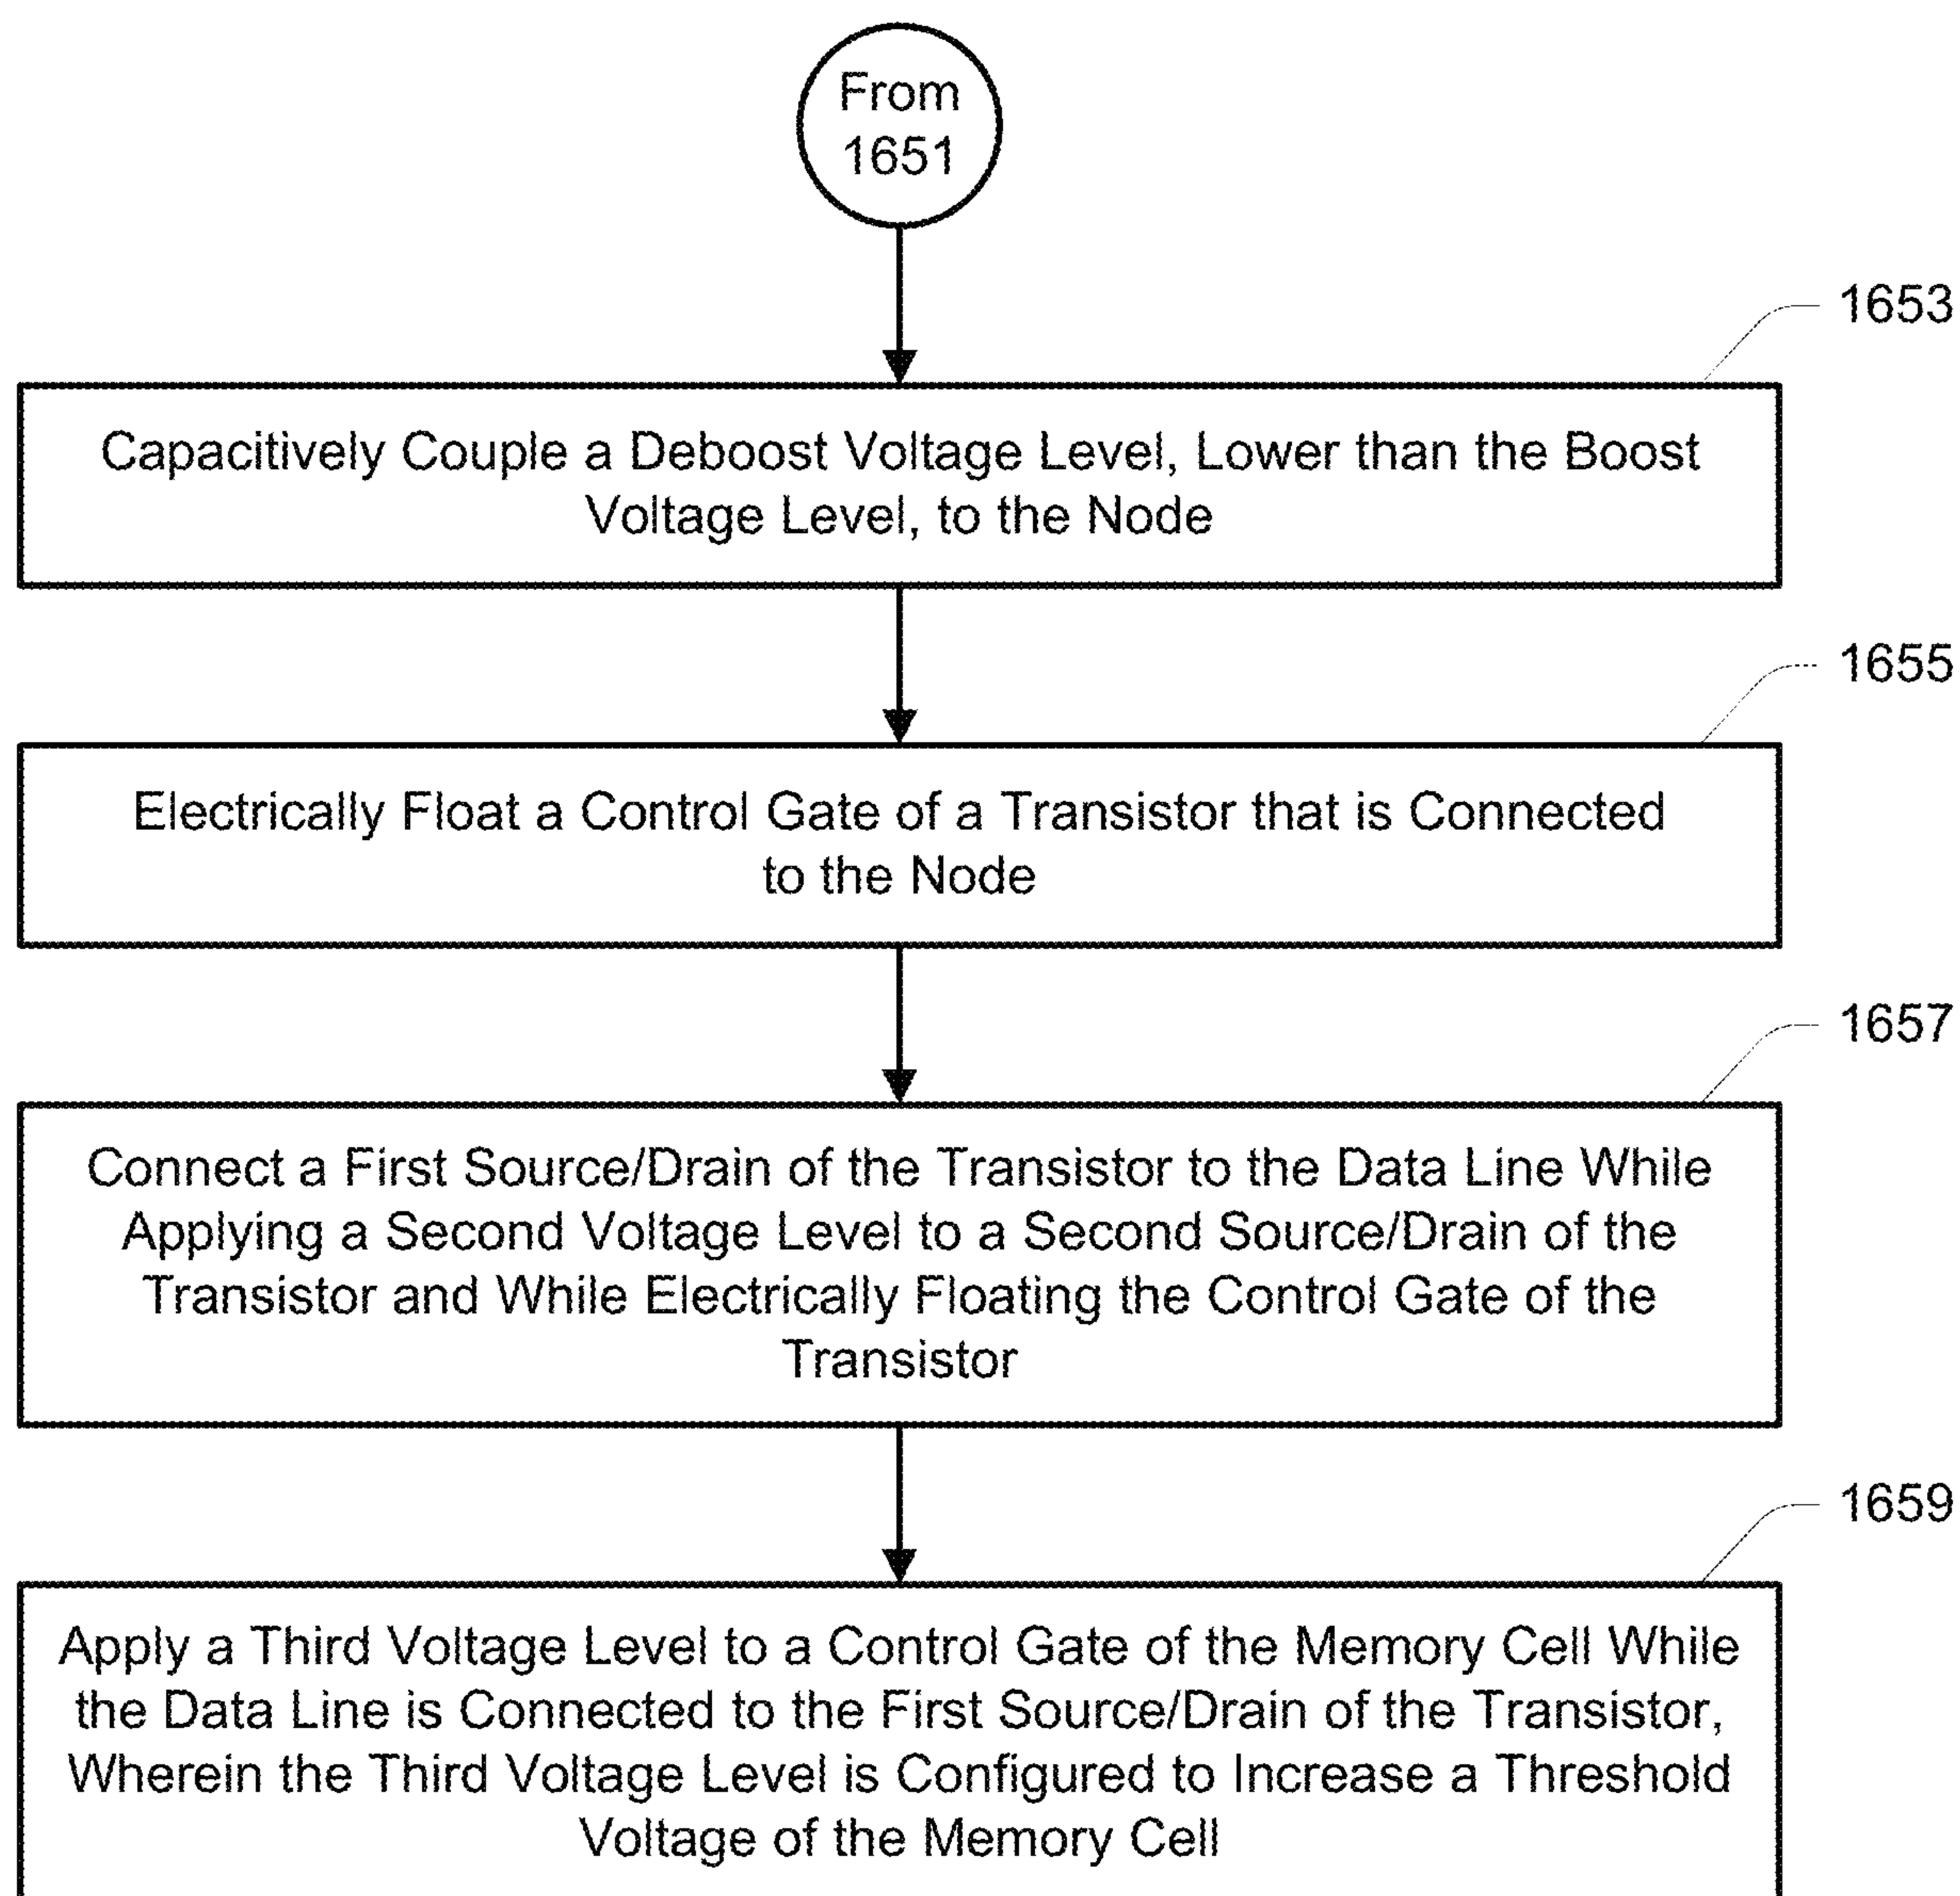 From
1651
1653
Capacitively Couple a Deboost Voltage Level, Lower than the Boost
Voltage Level, to the Node
1655
Electrically Float a Control Gate of a Transistor that is Connected
to the Node
1657
Connect a First Source/Drain of the Transistor to the Data Line While
Applying a Second Voltage Level to a Second Source/Drain of the
Transistor and While Electrically Floating the Control Gate of the
Transistor
1659
Apply a Third Voltage Level to a Control Gate of the Memory Cell While
the Data Line is Connected to the First Source/Drain of the Transistor,
Wherein the Third Voltage Level is Configured to Increase a Threshold
Voltage of the Memory Cell